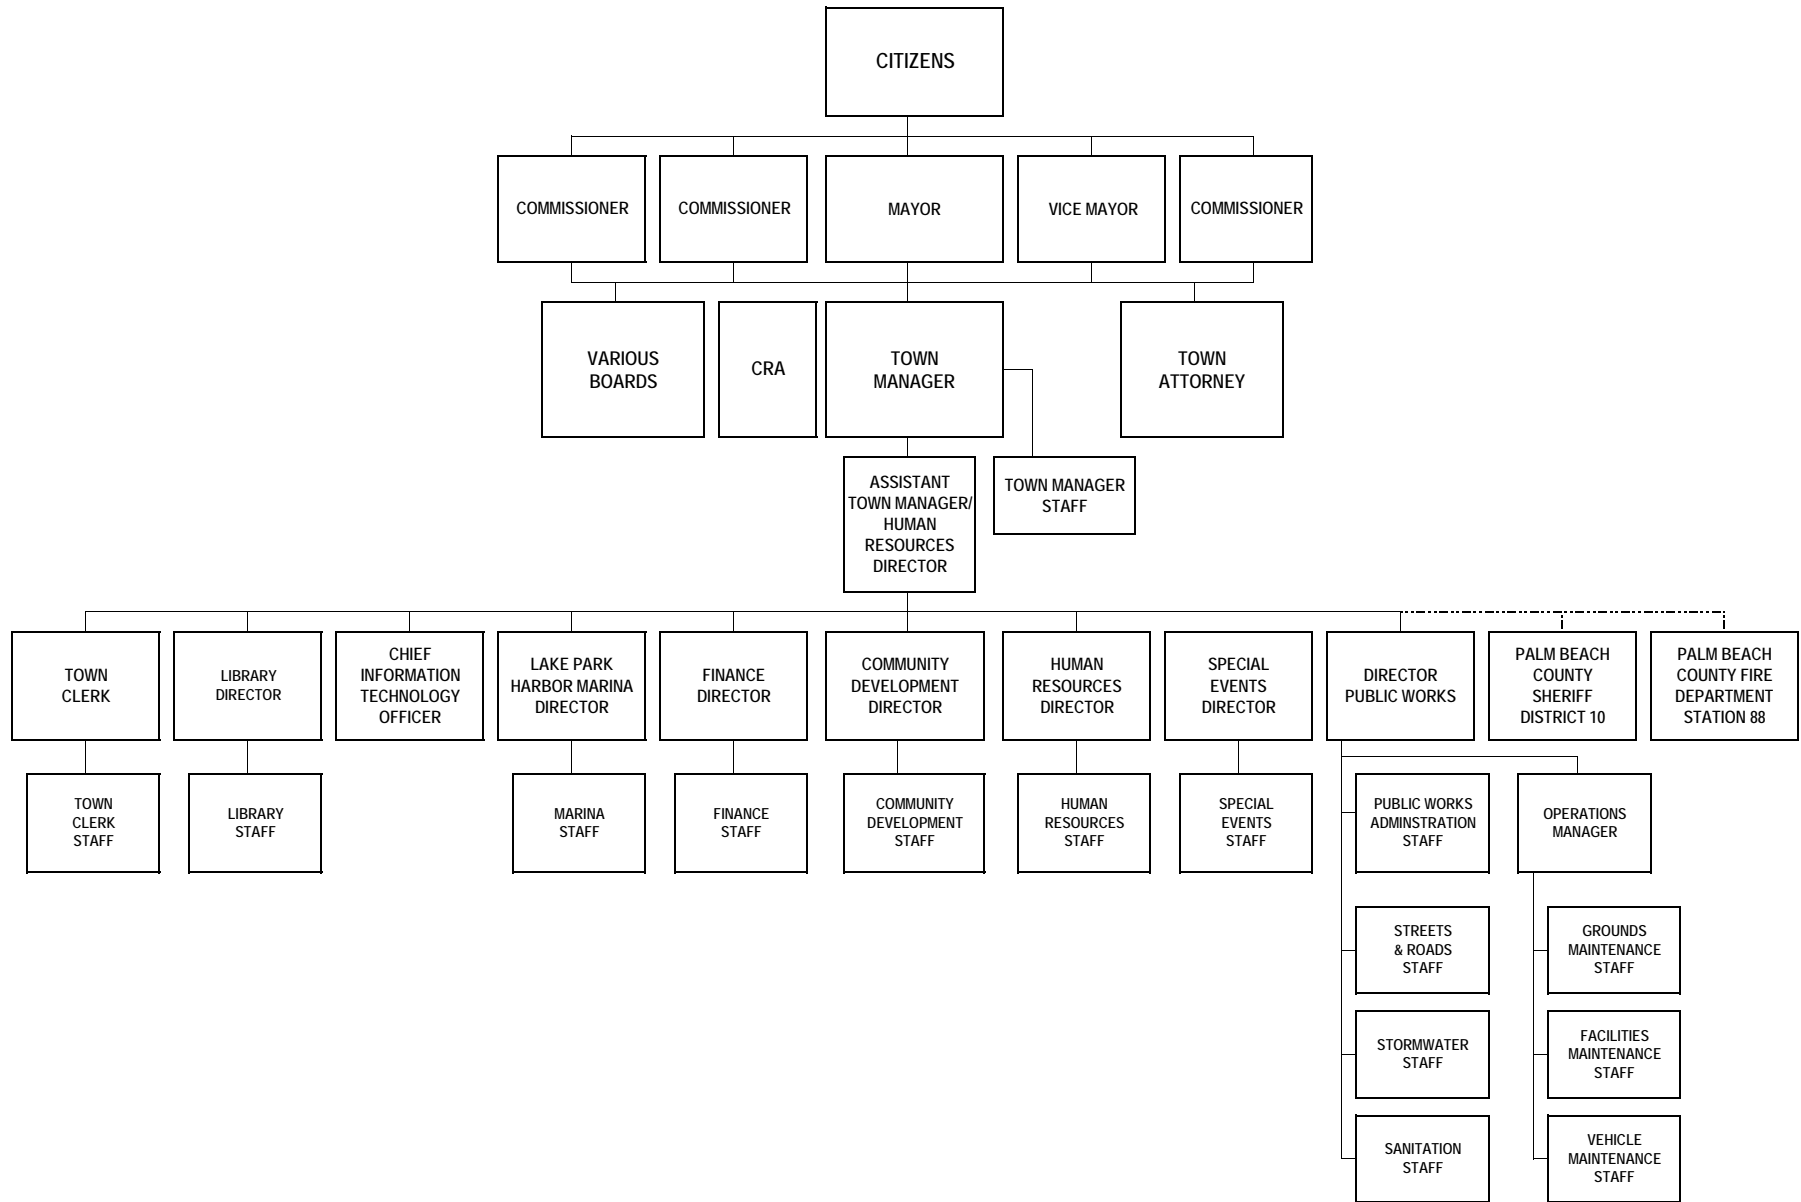 CITIZENS
COMMISSIONER
COMMISSIONER
MAYOR
VICE MAYOR
COMMISSIONER
VARIOUS
BOARDS
CRA
TOWN
MANAGER
TOWN
ATTORNEY
ASSISTANT
TOWN MANAGER/
HUMAN
RESOURCES
DIRECTOR
TOWN MANAGER
STAFF
TOWN
CLERK
LIBRARY
DIRECTOR
CHIEF
INFORMATION
TECHNOLOGY
OFFICER
LAKE PARK
HARBOR MARINA
DIRECTOR
FINANCE
DIRECTOR
COMMUNITY
DEVELOPMENT
DIRECTOR
HUMAN
RESOURCES
DIRECTOR
SPECIAL
EVENTS
DIRECTOR
DIRECTOR
PUBLIC WORKS
PALM BEACH
COUNTY
SHERIFF
DISTRICT 10
PALM BEACH
COUNTY FIRE
DEPARTMENT
STATION 88
TOWN
CLERK
STAFF
LIBRARY
STAFF
MARINA
STAFF
FINANCE
STAFF
COMMUNITY
DEVELOPMENT
STAFF
HUMAN
RESOURCES
STAFF
SPECIAL
EVENTS
STAFF
PUBLIC WORKS
ADMINSTRATION
STAFF
OPERATIONS
MANAGER
STREETS
& ROADS
STAFF
GROUNDS
MAINTENANCE
STAFF
STORMWATER
STAFF
FACILITIES
MAINTENANCE
STAFF
SANITATION
STAFF
VEHICLE
MAINTENANCE
STAFF